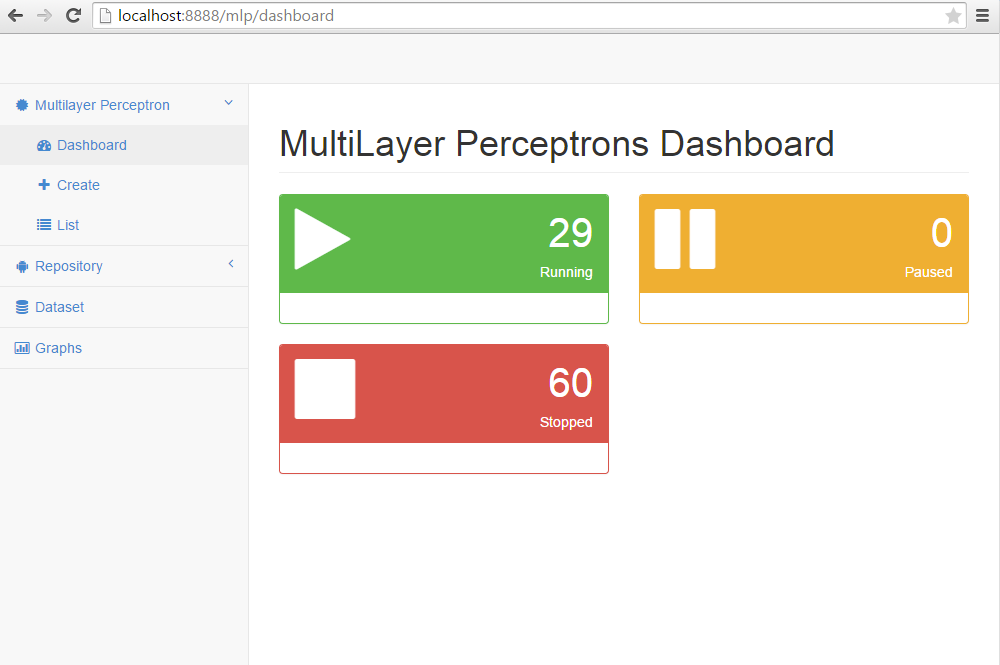 localhost:8888/mlp/dashboard
Multilayer Perceptron
Dashboard
Create
List
Repository
Dataset
Graphs
MultiLayer Perceptrons Dashboard
29
Running
0
Paused
60
Stopped